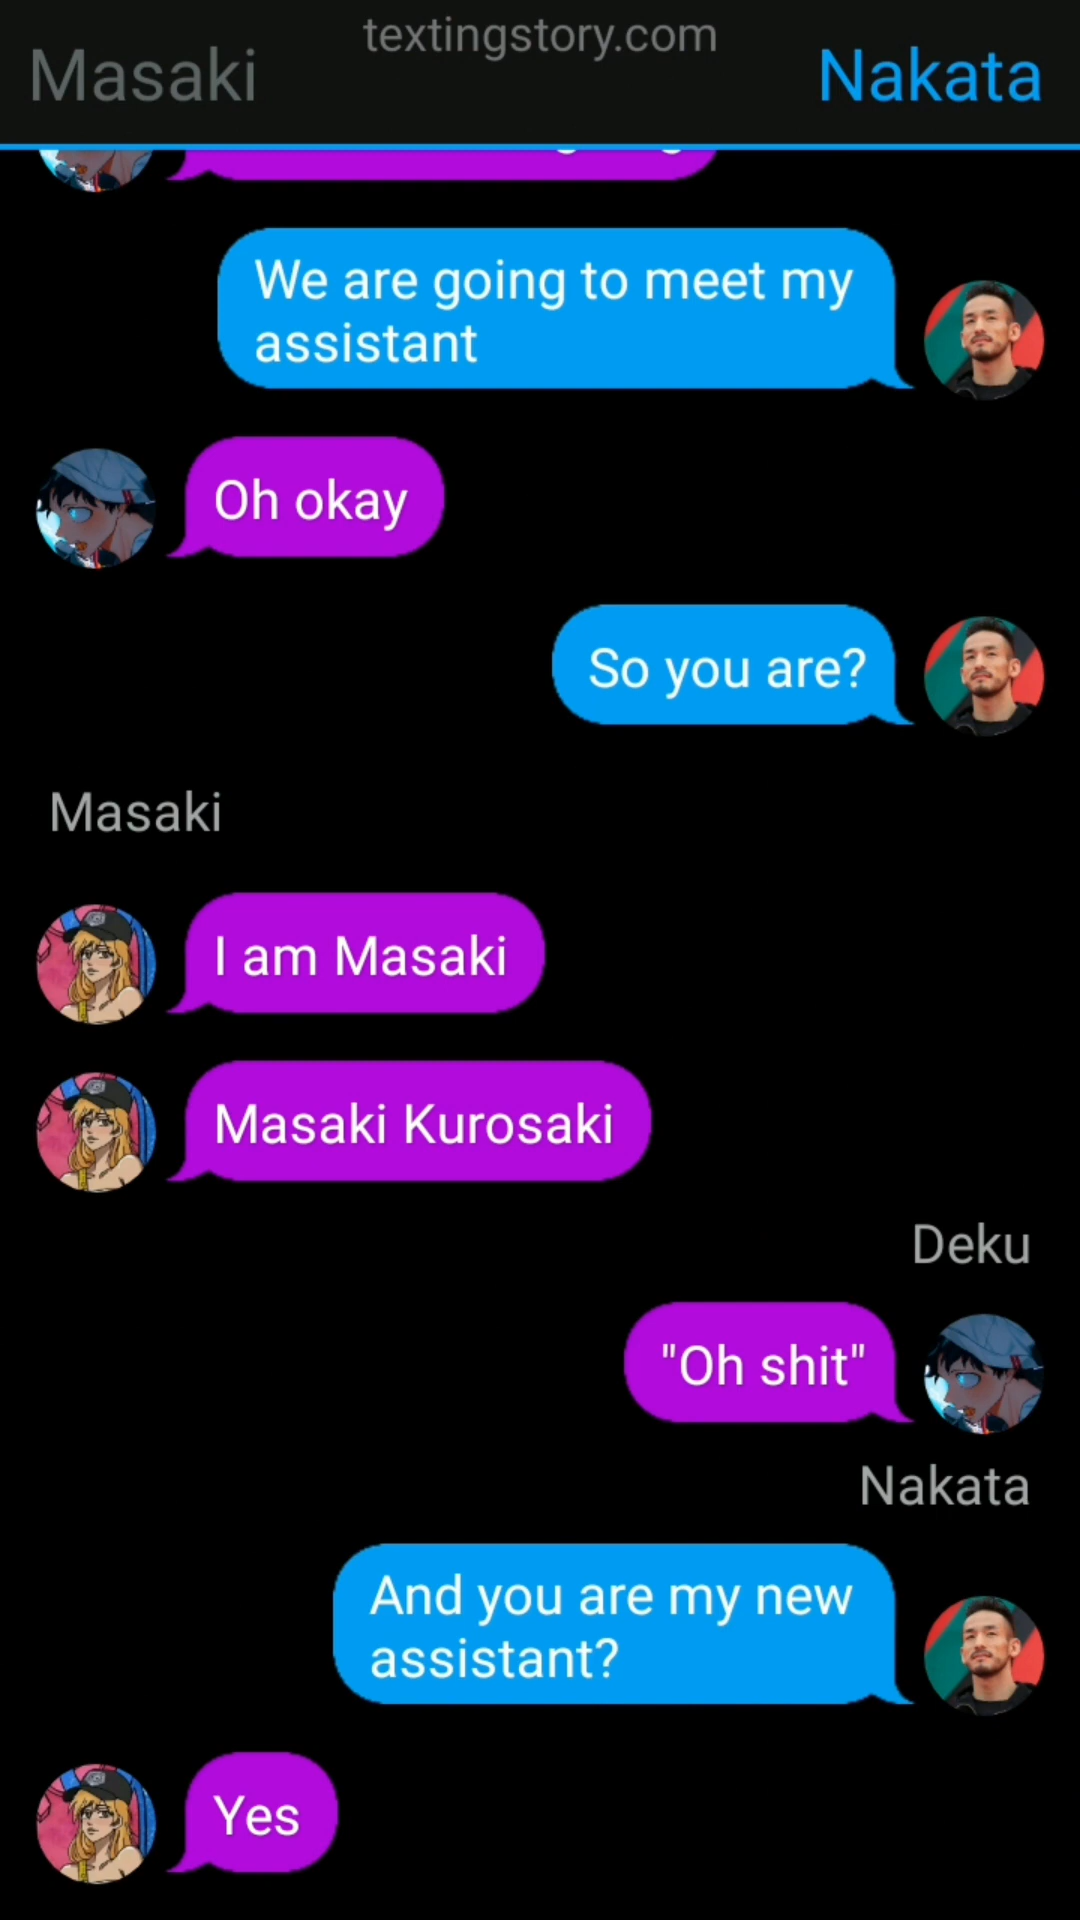 textingstory.com
Masaki
Nakata
We are going to meet my
assistant
Oh okay
So you are?
Masaki
I am Masaki
Masaki Kurosaki
Deku
"Oh shit"
Nakata
And you are my new
assistant?
Yes